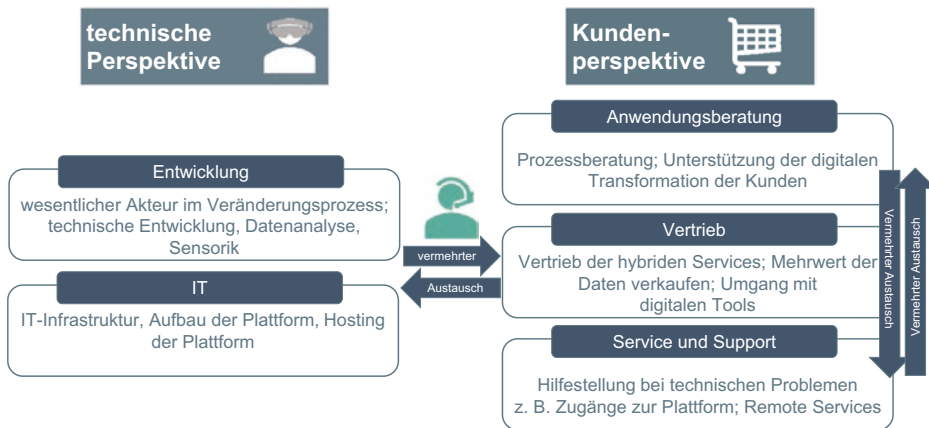 technische
Perspektive
Kunden-
perspektive
Entwicklung
wesentlicher Akteur im Veränderungsprozess;
technische Entwicklung, Datenanalyse,
Sensorik
IT
IT-Infrastruktur, Aufbau der Plattform, Hosting
der Plattform
vermehrter
Austausch
Anwendungsberatung
Prozessberatung; Unterstützung der digitalen
Transformation der Kunden
Vertrieb
Vertrieb der hybriden Services; Mehrwert der
Daten verkaufen; Umgang mit
digitalen Tools
Service und Support
Hilfestellung bei technischen Problemen
z. B. Zugänge zur Plattform; Remote Services
Vermehrter Austausch
Vermehrter Austausch